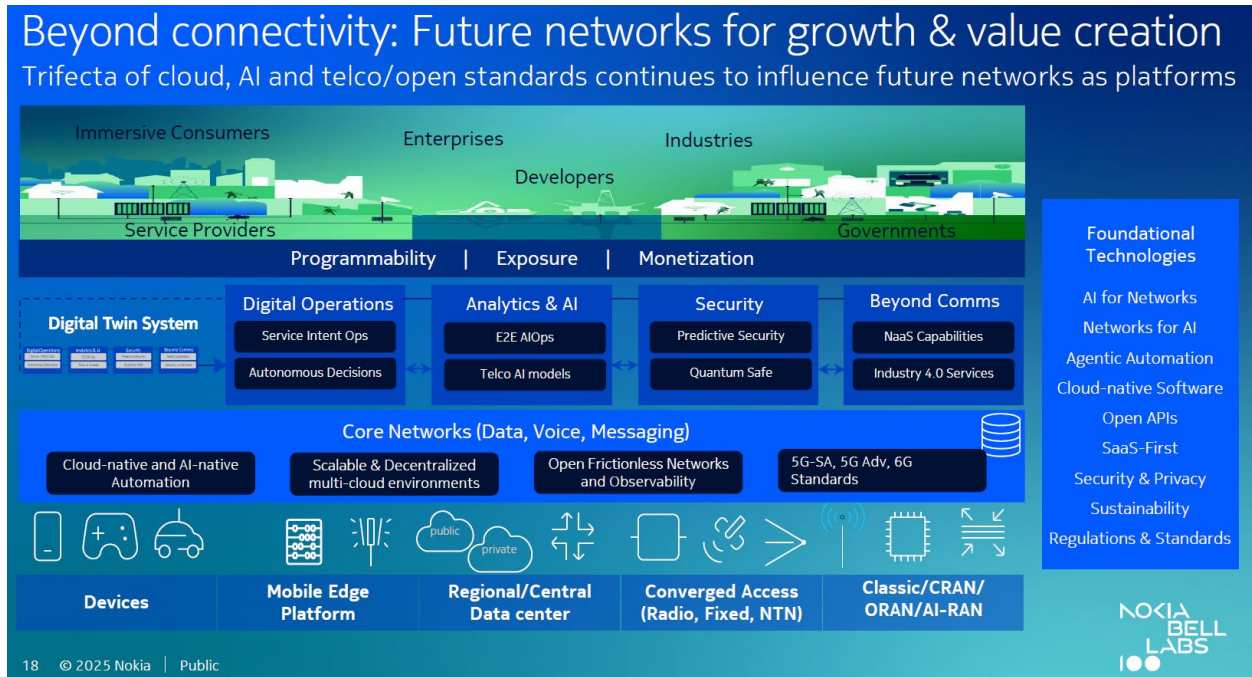 Beyond connectivity: Future networks for growth & value creation
Trifecta of cloud, AI and telco/open standards continues to influence future networks as platforms
Immersive Consumers
Enterprises
Industries
Developers
Service Providers
Governments
Programmability | Exposure | Monetization
Digital Twin System
Digital Operations
Service Intent Ops
Autonomous Decisions
Analytics & AI
E2E AIOps
Telco AI models
Security
Predictive Security
Quantum Safe
Beyond Comms
NaaS Capabilities
Industry 4.0 Services
Core Networks (Data, Voice, Messaging)
Cloud-native and AI-native
Automation
Scalable & Decentralized
multi-cloud environments
Open Frictionless Networks
and Observability
5G-SA, 5G Adv, 6G
Standards
public
private
Devices
Mobile Edge
Platform
Regional/Central
Data center
Converged Access
(Radio, Fixed, NTN)
Classic/CRAN/
ORAN/AI-RAN
Foundational
Technologies
AI for Networks
Networks for AI
Agentic Automation
Cloud-native Software
Open APIs
SaaS-First
Security & Privacy
Sustainability
Regulations & Standards
NOKIA
BELL
LABS
100
18 © 2025 Nokia | Public